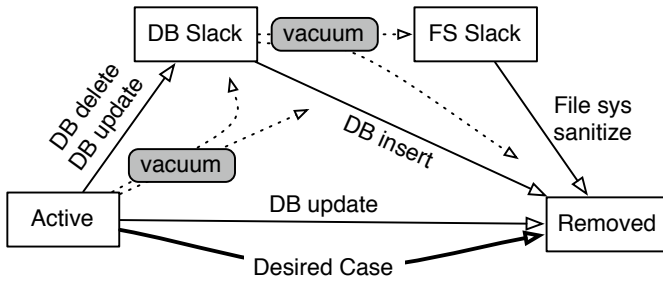 DB Slack
vacuum
FS Slack
DB delete
DB update
File sys
sanitize
DB insert
vacuum
Active
DB update
Removed
Desired Case